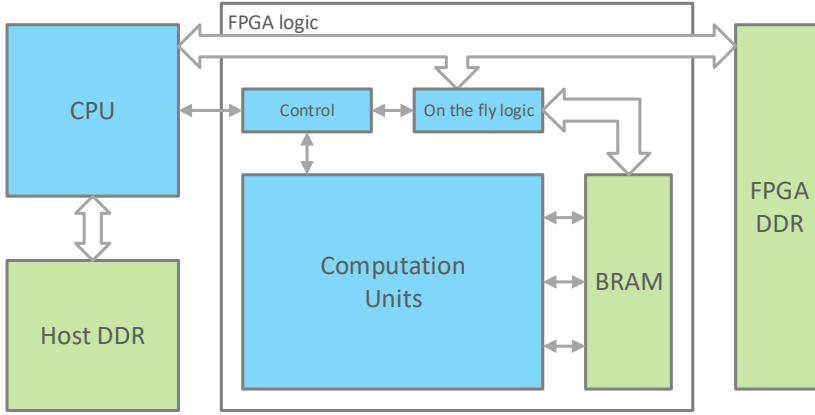 FPGA logic
CPU
Control
On the fly logic
FPGA
DDR
Computation
Units
BRAM
Host DDR